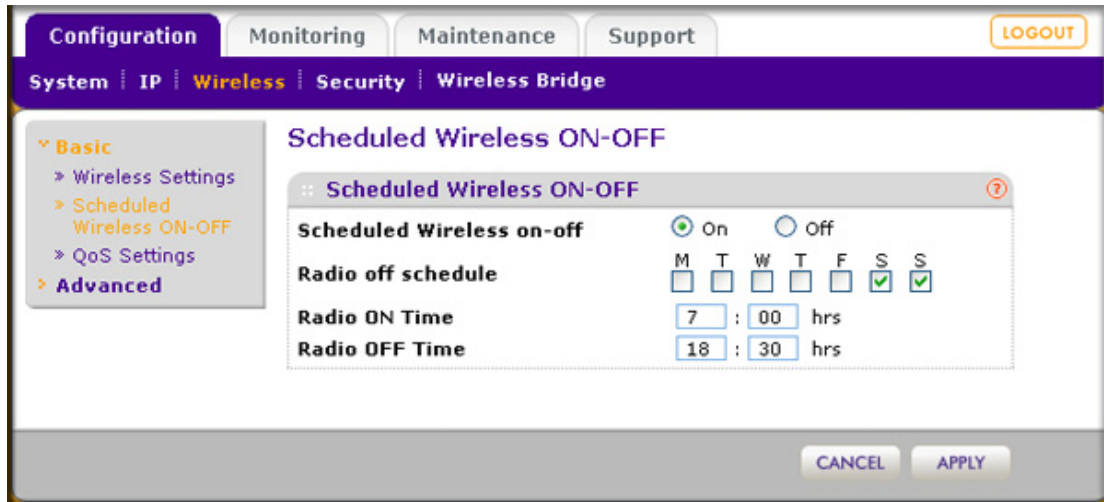 Configuration Monitoring Maintenance Support LOGOUT
System IP Wireless Security Wireless Bridge
Basic
» Wireless Settings
» Scheduled
Wireless ON-OFF
» QoS Settings
Advanced
Scheduled Wireless ON-OFF
Scheduled Wireless ON-OFF ?
Scheduled Wireless on-off On Off
M T W T F S S
Radio off schedule
Radio ON Time 7 : 00 hrs
Radio OFF Time 18 : 30 hrs
CANCEL APPLY